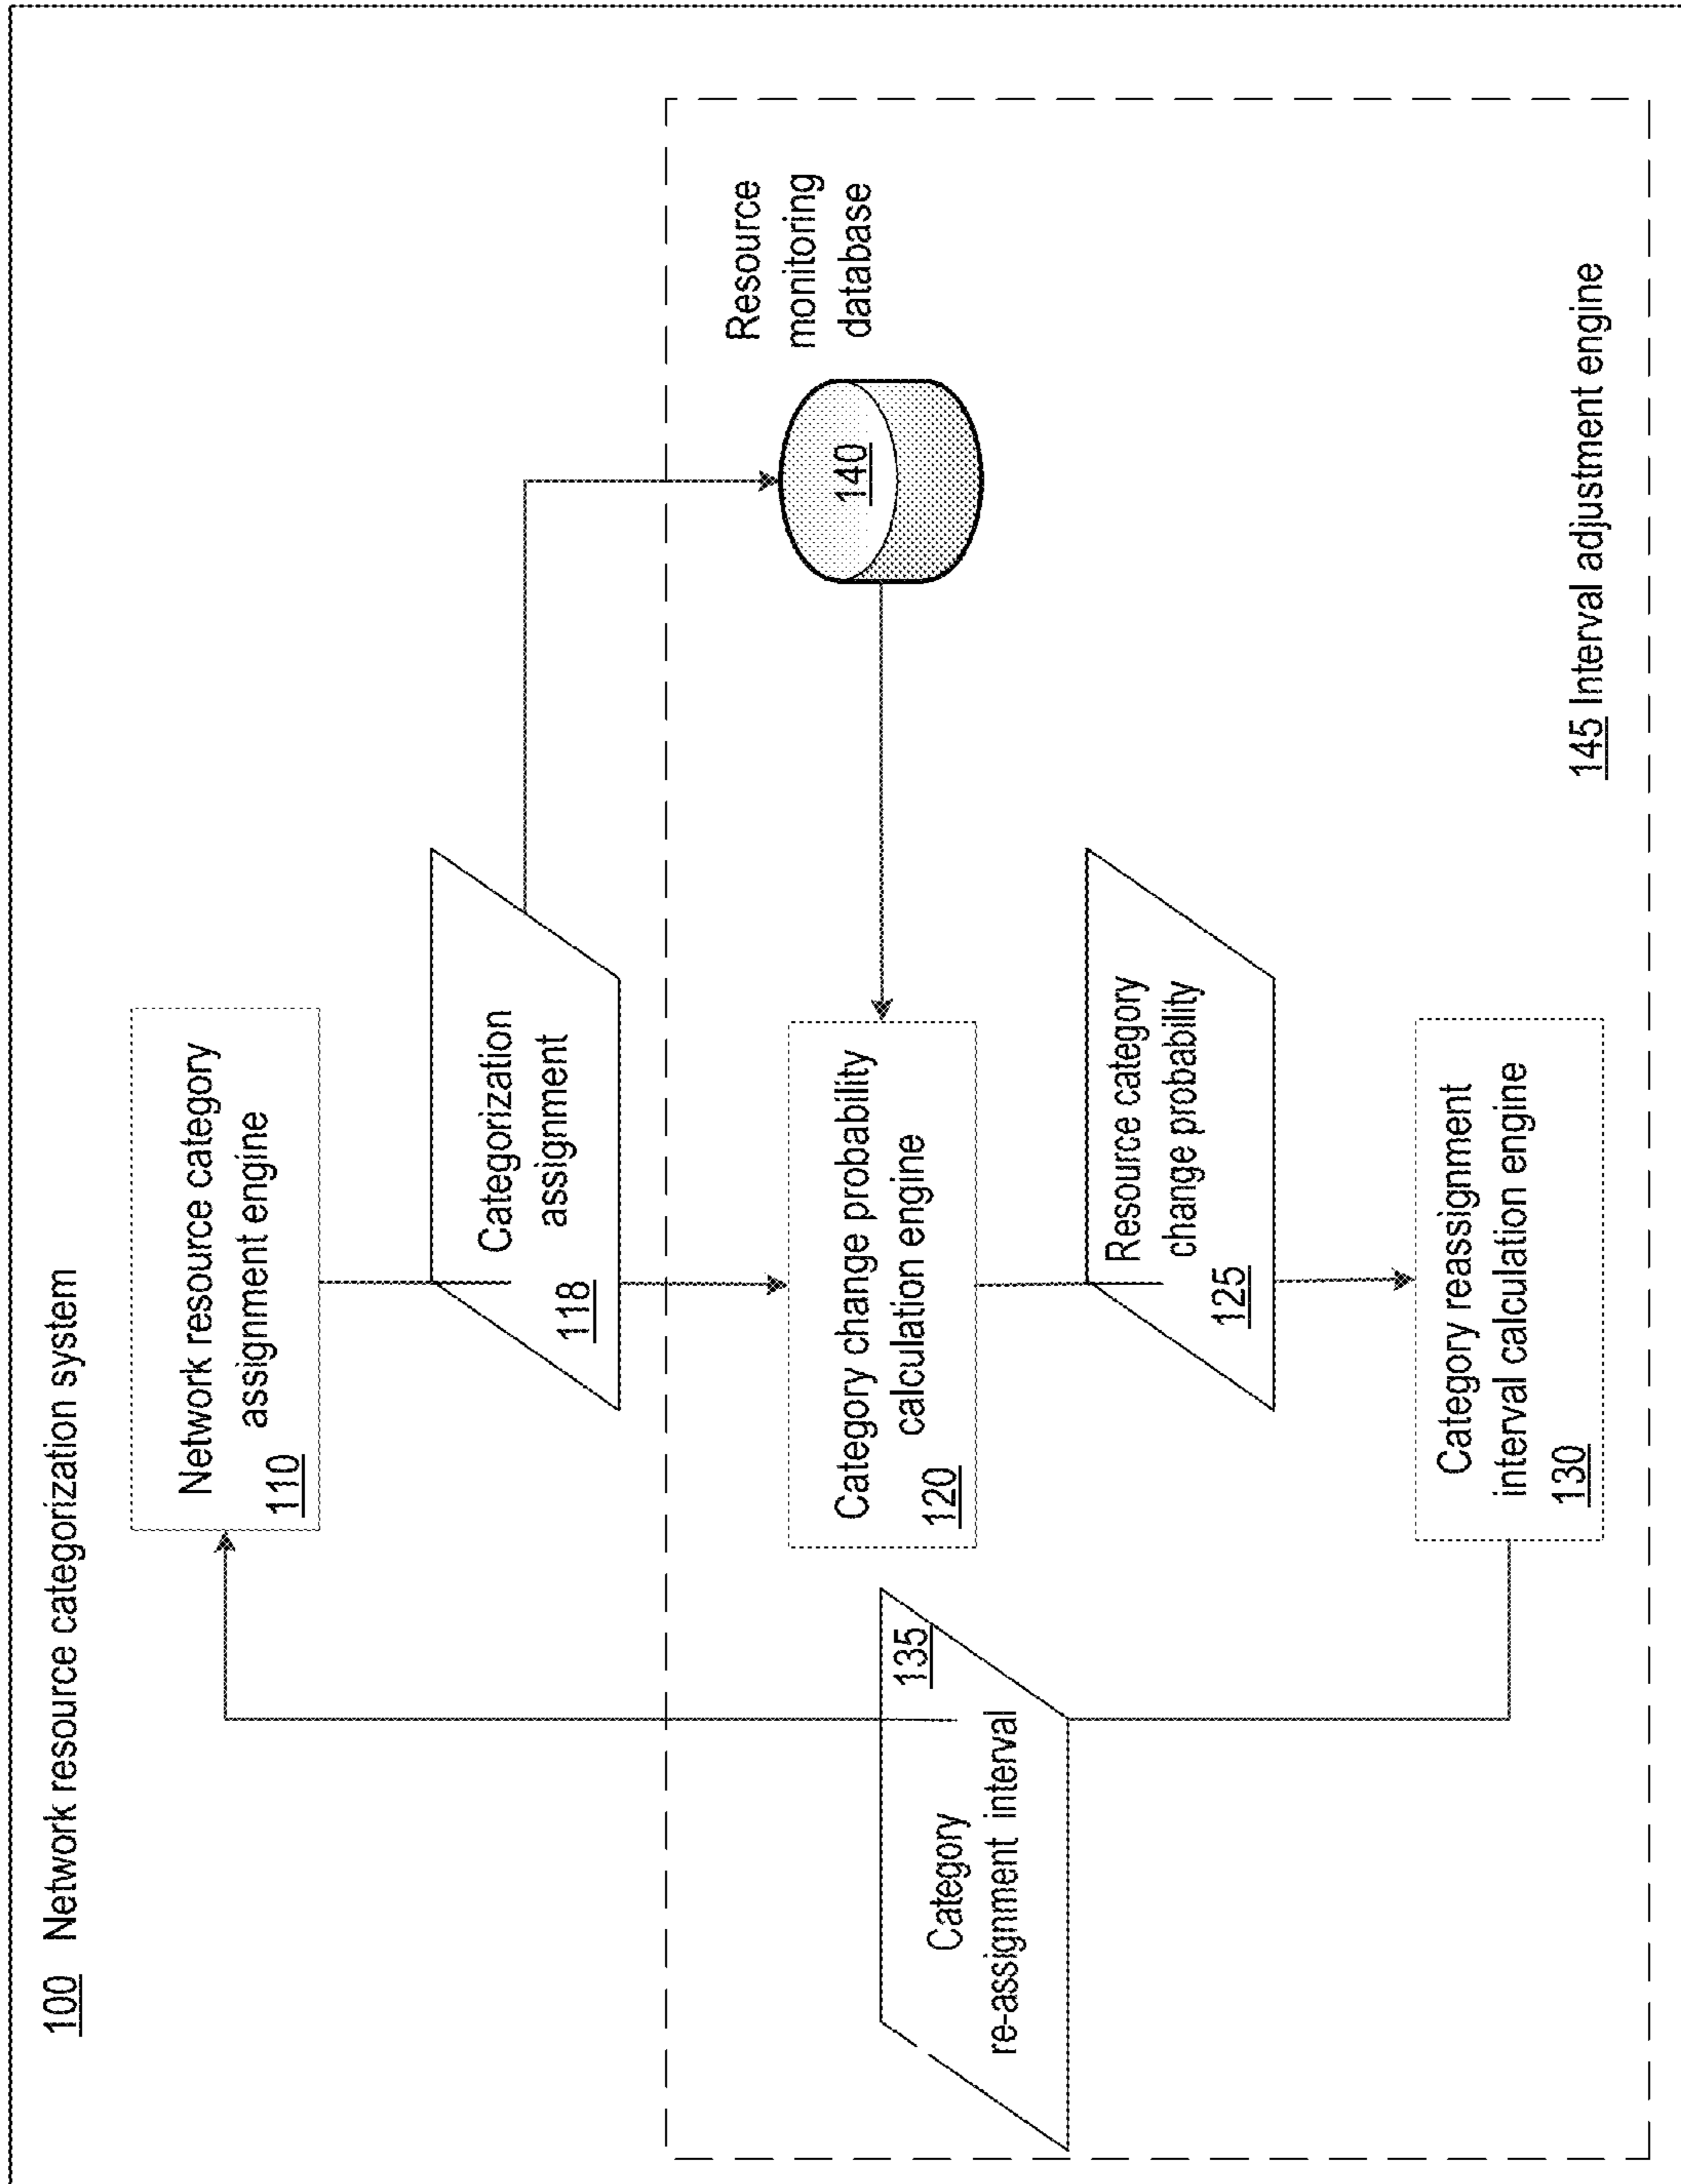 100 Network resource categorization system
Network resource category
assignment engine
110
Categorization
assignment
118
Resource
monitoring
database
140
Category change probability
calculation engine
120
135
Category
re-assignment interval
Resource category
change probability
125
Category reassignment
interval calculation engine
130
145 Interval adjustment engine